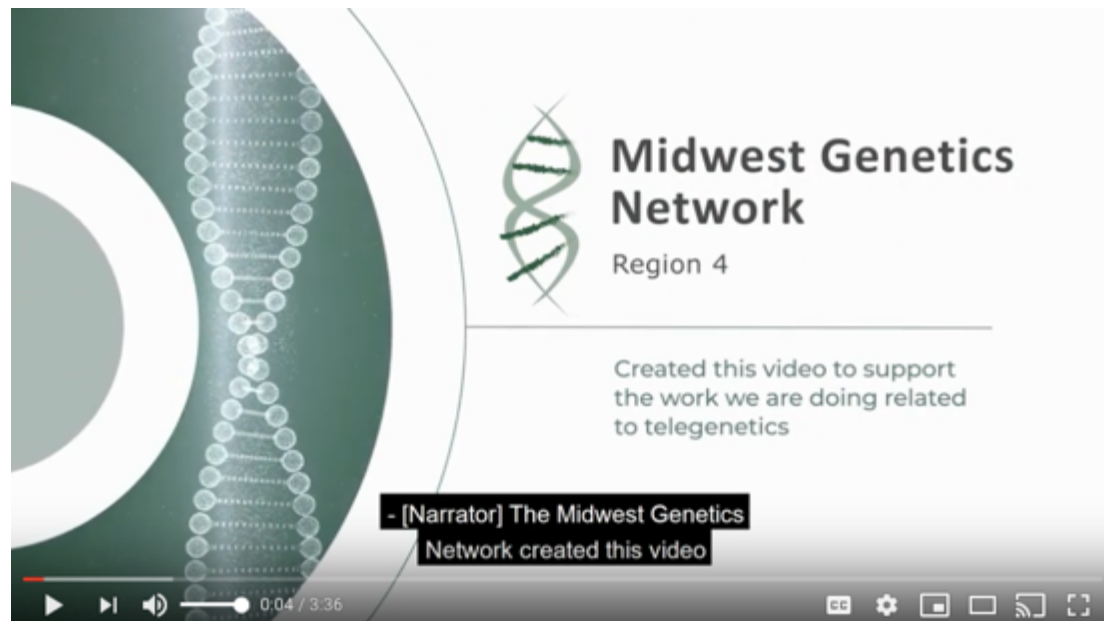 Midwest Genetics
Network
Region 4
Created this video to support
the work we are doing related
to telegenetics
- [Narrator] The Midwest Genetics
Network created this video
0:04 / 3:36
CC